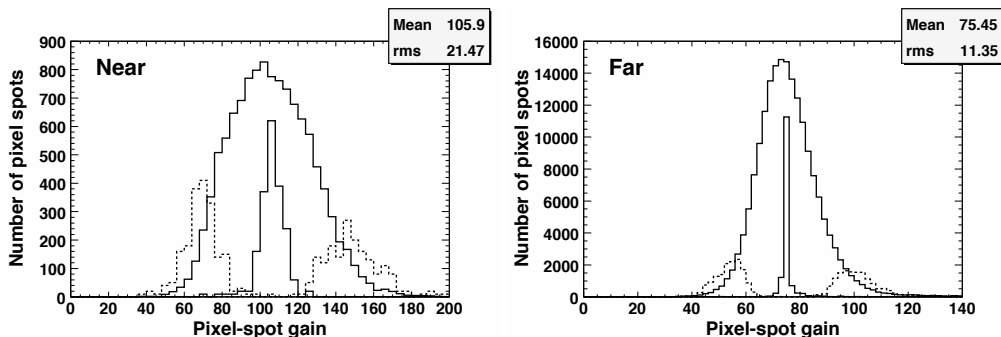 Mean 105.9
rms 21.47
Near
Number of pixel spots
900
800
700
600
500
400
300
200
100
0
0 20 40 60 80 100 120 140 160 180 200
Pixel-spot gain
Mean 75.45
rms 11.35
Far
Number of pixel spots
16000
14000
12000
10000
8000
6000
4000
2000
0
0 20 40 60 80 100 120 140
Pixel-spot gain